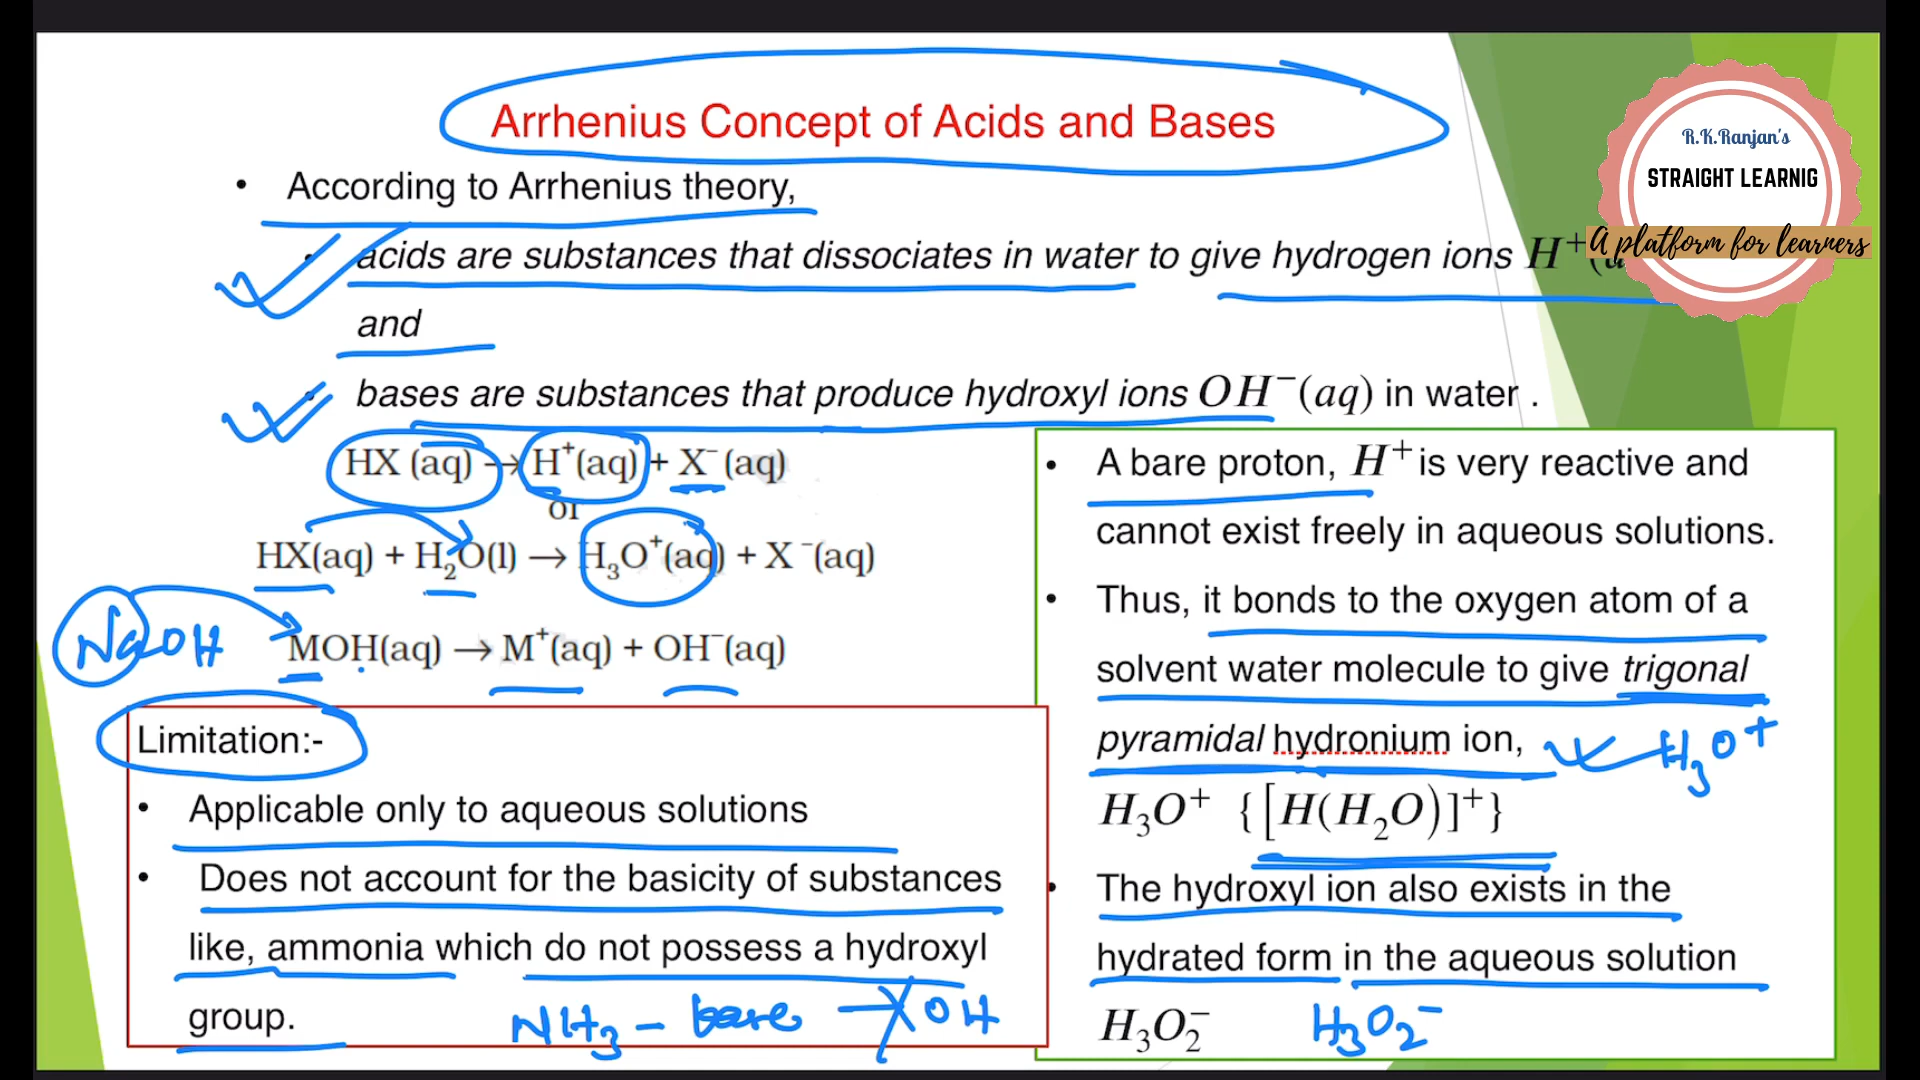 Arrhenius Concept of Acids and Bases
R.K.Ranjan's
STRAIGHT LEARNIG
A platform for learners
• According to Arrhenius theory,
• acids are substances that dissociates in water to give hydrogen ions H⁺
and
• bases are substances that produce hydroxyl ions OH⁻(aq) in water .
HX (aq) → H⁺(aq) + X⁻ (aq)
or
HX(aq) + H₂O(l) → H₃O⁺(aq) + X ⁻(aq)
NaOH
MOH(aq) → M⁺(aq) + OH⁻(aq)
Limitation:-
• Applicable only to aqueous solutions
• Does not account for the basicity of substances
like, ammonia which do not possess a hydroxyl
group.
NH₃ – base → X OH
• A bare proton, H⁺ is very reactive and
cannot exist freely in aqueous solutions.
• Thus, it bonds to the oxygen atom of a
solvent water molecule to give trigonal
pyramidal hydronium ion,
H₃O⁺
H₃O⁺ {[H(H₂O)]⁺}
• The hydroxyl ion also exists in the
hydrated form in the aqueous solution
H₃O₂⁻ H₃O₂⁻